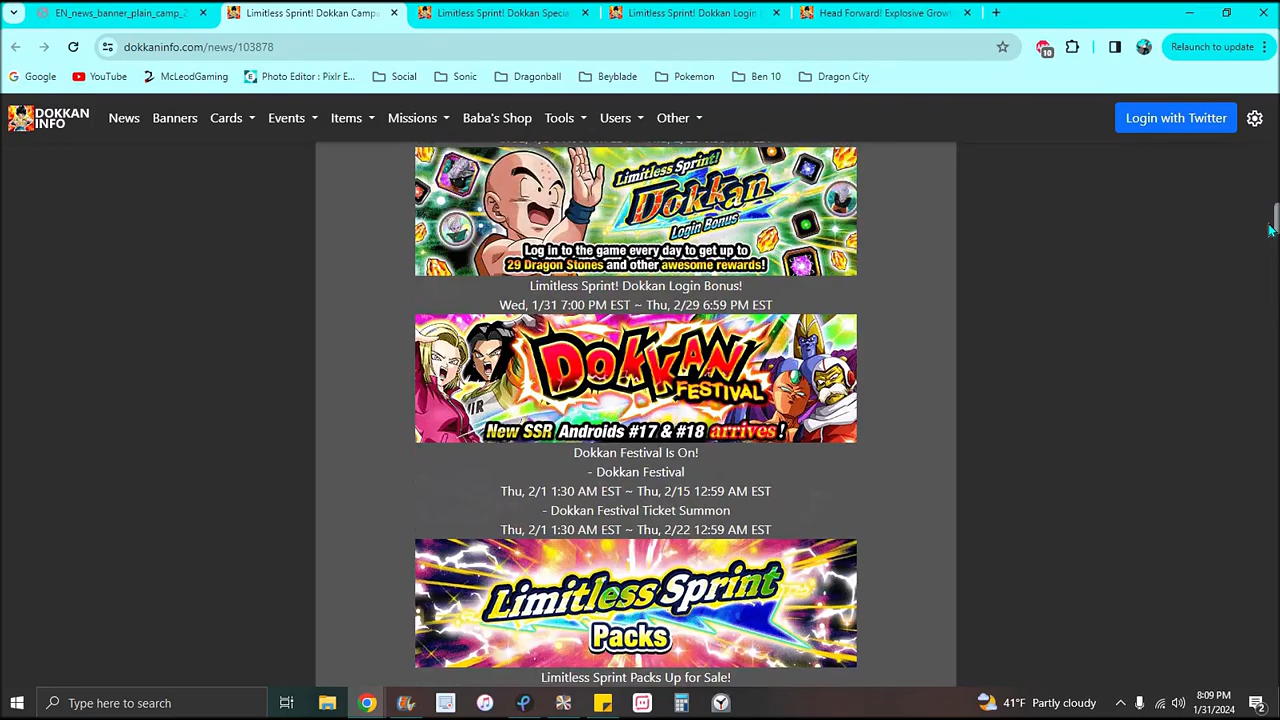 EN_news_banner_plain_camp_2
Limitless Sprint! Dokkan Campa
Limitless Sprint! Dokkan Specia
Limitless Sprint! Dokkan Login
Head Forward! Explosive Growt
dokkaninfo.com/news/103878
10
Relaunch to update
Google
YouTube
McLeodGaming
Photo Editor : Pixlr E...
Social
Sonic
Dragonball
Beyblade
Pokemon
Ben 10
Dragon City
DOKKAN
INFO
News
Banners
Cards
Events
Items
Missions
Baba's Shop
Tools
Users
Other
Login with Twitter
Limitless Sprint!
Dokkan
Login Bonus!
Log in to the game every day to get up to
29 Dragon Stones and other awesome rewards!
Limitless Sprint! Dokkan Login Bonus!
Wed, 1/31 7:00 PM EST ~ Thu, 2/29 6:59 PM EST
DOKKAN
FESTIVAL
New SSR Androids #17 & #18 arrives!
Dokkan Festival Is On!
- Dokkan Festival
Thu, 2/1 1:30 AM EST ~ Thu, 2/15 12:59 AM EST
- Dokkan Festival Ticket Summon
Thu, 2/1 1:30 AM EST ~ Thu, 2/22 12:59 AM EST
Limitless Sprint
Packs
Limitless Sprint Packs Up for Sale!
Type here to search
41°F Partly cloudy
8:09 PM
1/31/2024
2